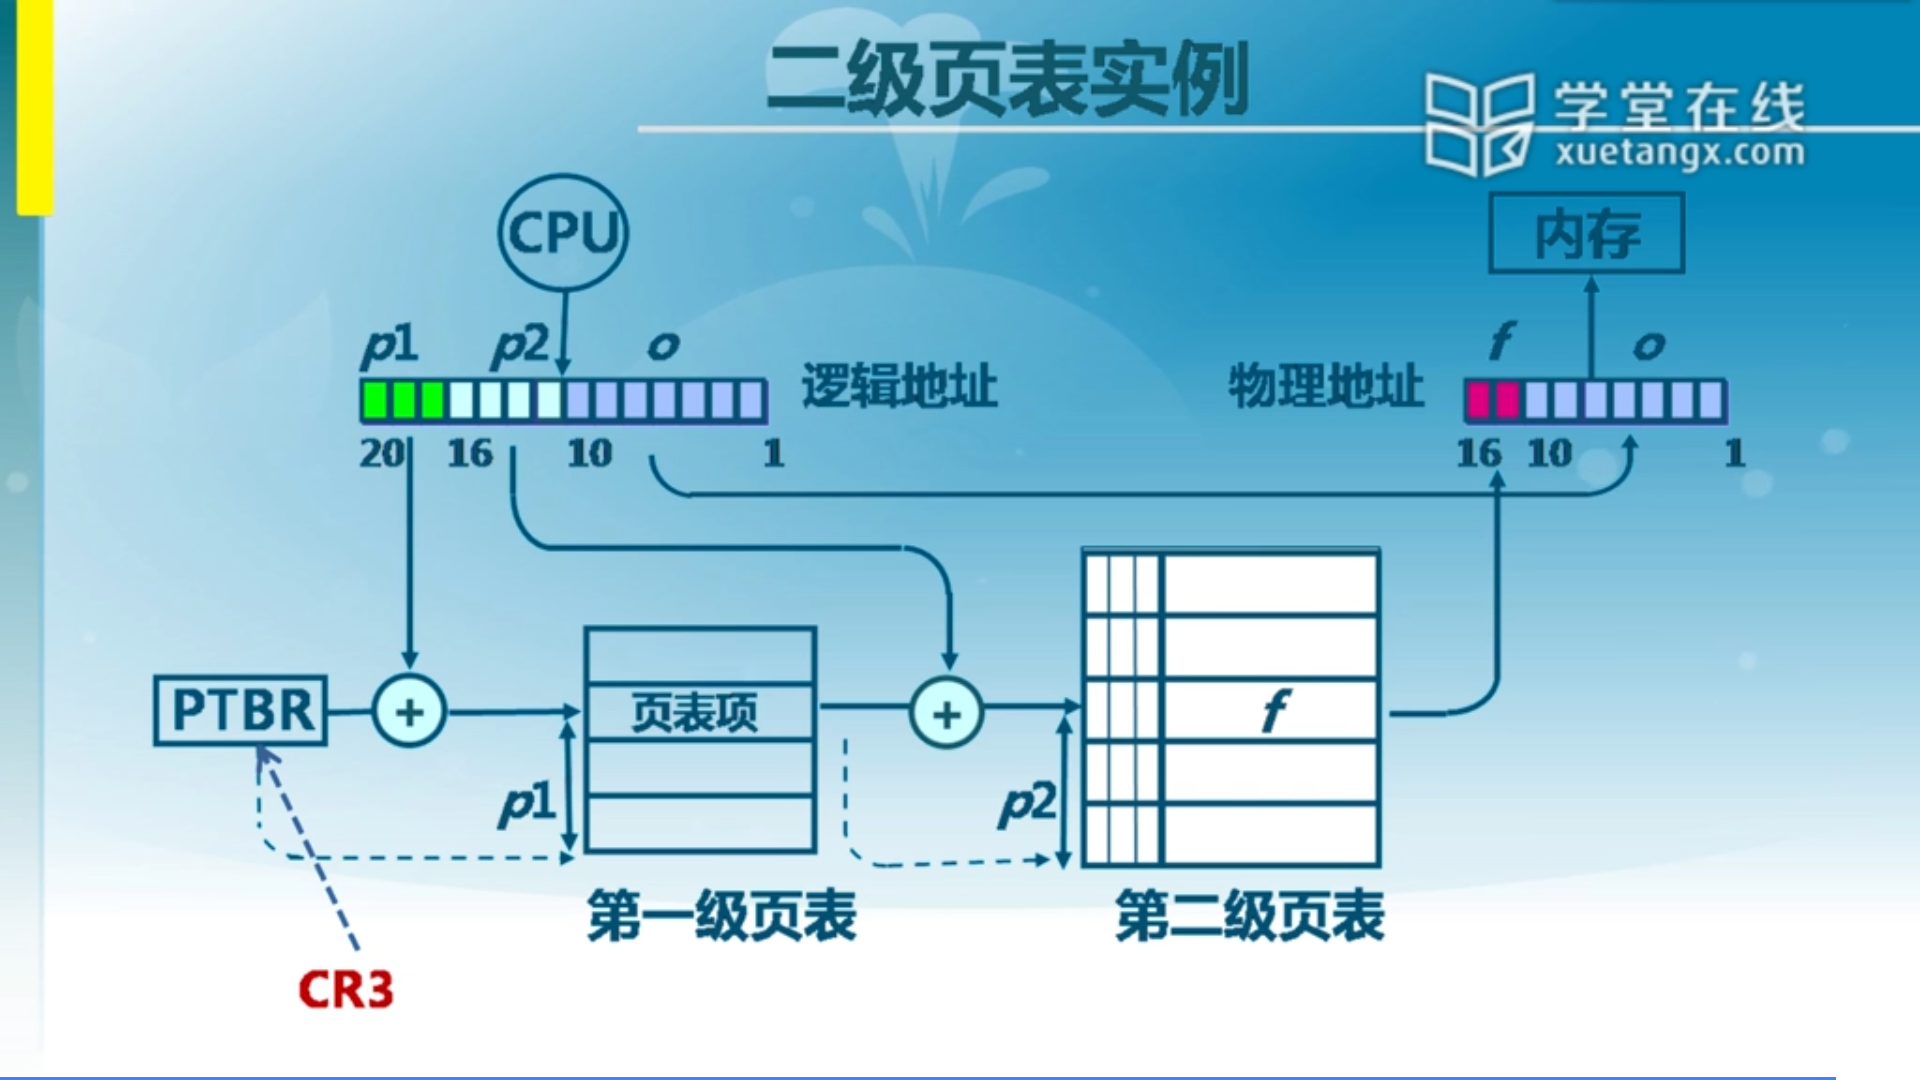 二级页表实例
学堂在线
xuetangx.com
CPU
内存
p1 p2 o
f o
逻辑地址
物理地址
20 16 10 1
16 10 1
PTBR
+
页表项
+
f
p1
p2
第一级页表
第二级页表
CR3